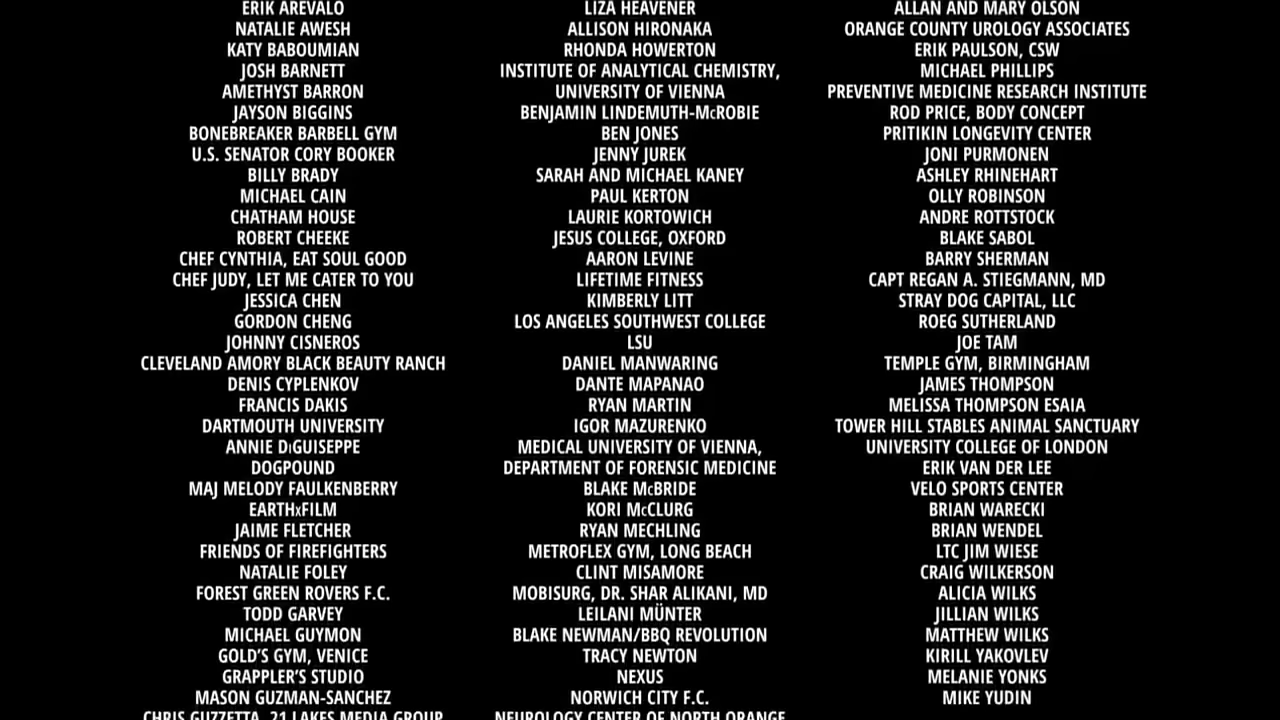 ERIK AREVALO
NATALIE AWESH
KATY BABOUMIAN
JOSH BARNETT
AMETHYST BARRON
JAYSON BIGGINS
BONEBREAKER BARBELL GYM
U.S. SENATOR CORY BOOKER
BILLY BRADY
MICHAEL CAIN
CHATHAM HOUSE
ROBERT CHEEKE
CHEF CYNTHIA, EAT SOUL GOOD
CHEF JUDY, LET ME CATER TO YOU
JESSICA CHEN
GORDON CHENG
JOHNNY CISNEROS
CLEVELAND AMORY BLACK BEAUTY RANCH
DENIS CYPLENKOV
FRANCIS DAKIS
DARTMOUTH UNIVERSITY
ANNIE DiGUISEPPE
DOGPOUND
MAJ MELODY FAULKENBERRY
EARTHxFILM
JAIME FLETCHER
FRIENDS OF FIREFIGHTERS
NATALIE FOLEY
FOREST GREEN ROVERS F.C.
TODD GARVEY
MICHAEL GUYMON
GOLD'S GYM, VENICE
GRAPPLER'S STUDIO
MASON GUZMAN-SANCHEZ
CHRIS GUZZETTA, 21 LAKES MEDIA GROUP
LIZA HEAVENER
ALLISON HIRONAKA
RHONDA HOWERTON
INSTITUTE OF ANALYTICAL CHEMISTRY,
UNIVERSITY OF VIENNA
BENJAMIN LINDEMUTH-McROBIE
BEN JONES
JENNY JUREK
SARAH AND MICHAEL KANEY
PAUL KERTON
LAURIE KORTOWICH
JESUS COLLEGE, OXFORD
AARON LEVINE
LIFETIME FITNESS
KIMBERLY LITT
LOS ANGELES SOUTHWEST COLLEGE
LSU
DANIEL MANWARING
DANTE MAPANAO
RYAN MARTIN
IGOR MAZURENKO
MEDICAL UNIVERSITY OF VIENNA,
DEPARTMENT OF FORENSIC MEDICINE
BLAKE McBRIDE
KORI McCLURG
RYAN MECHLING
METROFLEX GYM, LONG BEACH
CLINT MISAMORE
MOBISURG, DR. SHAR ALIKANI, MD
LEILANI MÜNTER
BLAKE NEWMAN/BBQ REVOLUTION
TRACY NEWTON
NEXUS
NORWICH CITY F.C.
NEUROLOGY CENTER OF NORTH ORANGE
ALLAN AND MARY OLSON
ORANGE COUNTY UROLOGY ASSOCIATES
ERIK PAULSON, CSW
MICHAEL PHILLIPS
PREVENTIVE MEDICINE RESEARCH INSTITUTE
ROD PRICE, BODY CONCEPT
PRITIKIN LONGEVITY CENTER
JONI PURMONEN
ASHLEY RHINEHART
OLLY ROBINSON
ANDRE ROTTSTOCK
BLAKE SABOL
BARRY SHERMAN
CAPT REGAN A. STIEGMANN, MD
STRAY DOG CAPITAL, LLC
ROEG SUTHERLAND
JOE TAM
TEMPLE GYM, BIRMINGHAM
JAMES THOMPSON
MELISSA THOMPSON ESAIA
TOWER HILL STABLES ANIMAL SANCTUARY
UNIVERSITY COLLEGE OF LONDON
ERIK VAN DER LEE
VELO SPORTS CENTER
BRIAN WARECKI
BRIAN WENDEL
LTC JIM WIESE
CRAIG WILKERSON
ALICIA WILKS
JILLIAN WILKS
MATTHEW WILKS
KIRILL YAKOVLEV
MELANIE YONKS
MIKE YUDIN